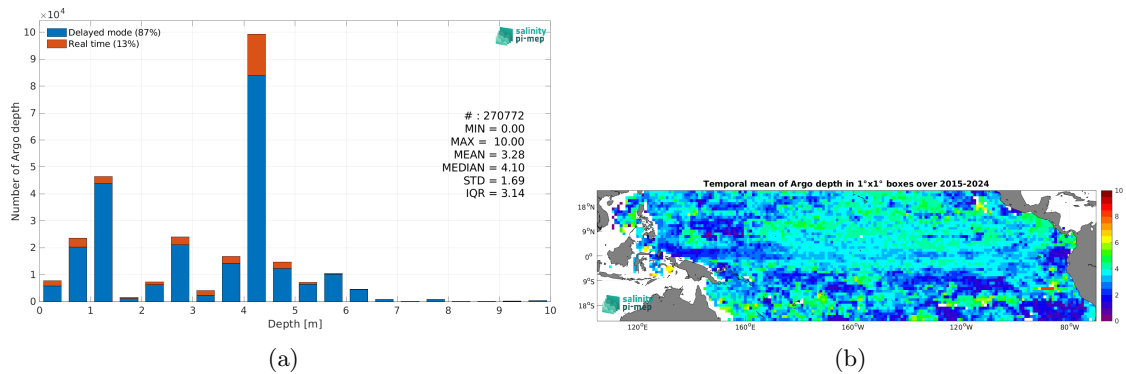 ×10⁴
Delayed mode (87%)
Real time (13%)
salinity
pi-mep
# : 270772
MIN = 0.00
MAX = 10.00
MEAN = 3.28
MEDIAN = 4.10
STD = 1.69
IQR = 3.14
10
9
8
7
6
5
4
3
2
1
0
Number of Argo depth
0 1 2 3 4 5 6 7 8 9 10
Depth [m]
(a)
Temporal mean of Argo depth in 1°x1° boxes over 2015-2024
18°N
9°N
0°
9°S
18°S
salinity
pi-mep
120°E 160°E 160°W 120°W 80°W
10
8
6
4
2
0
(b)